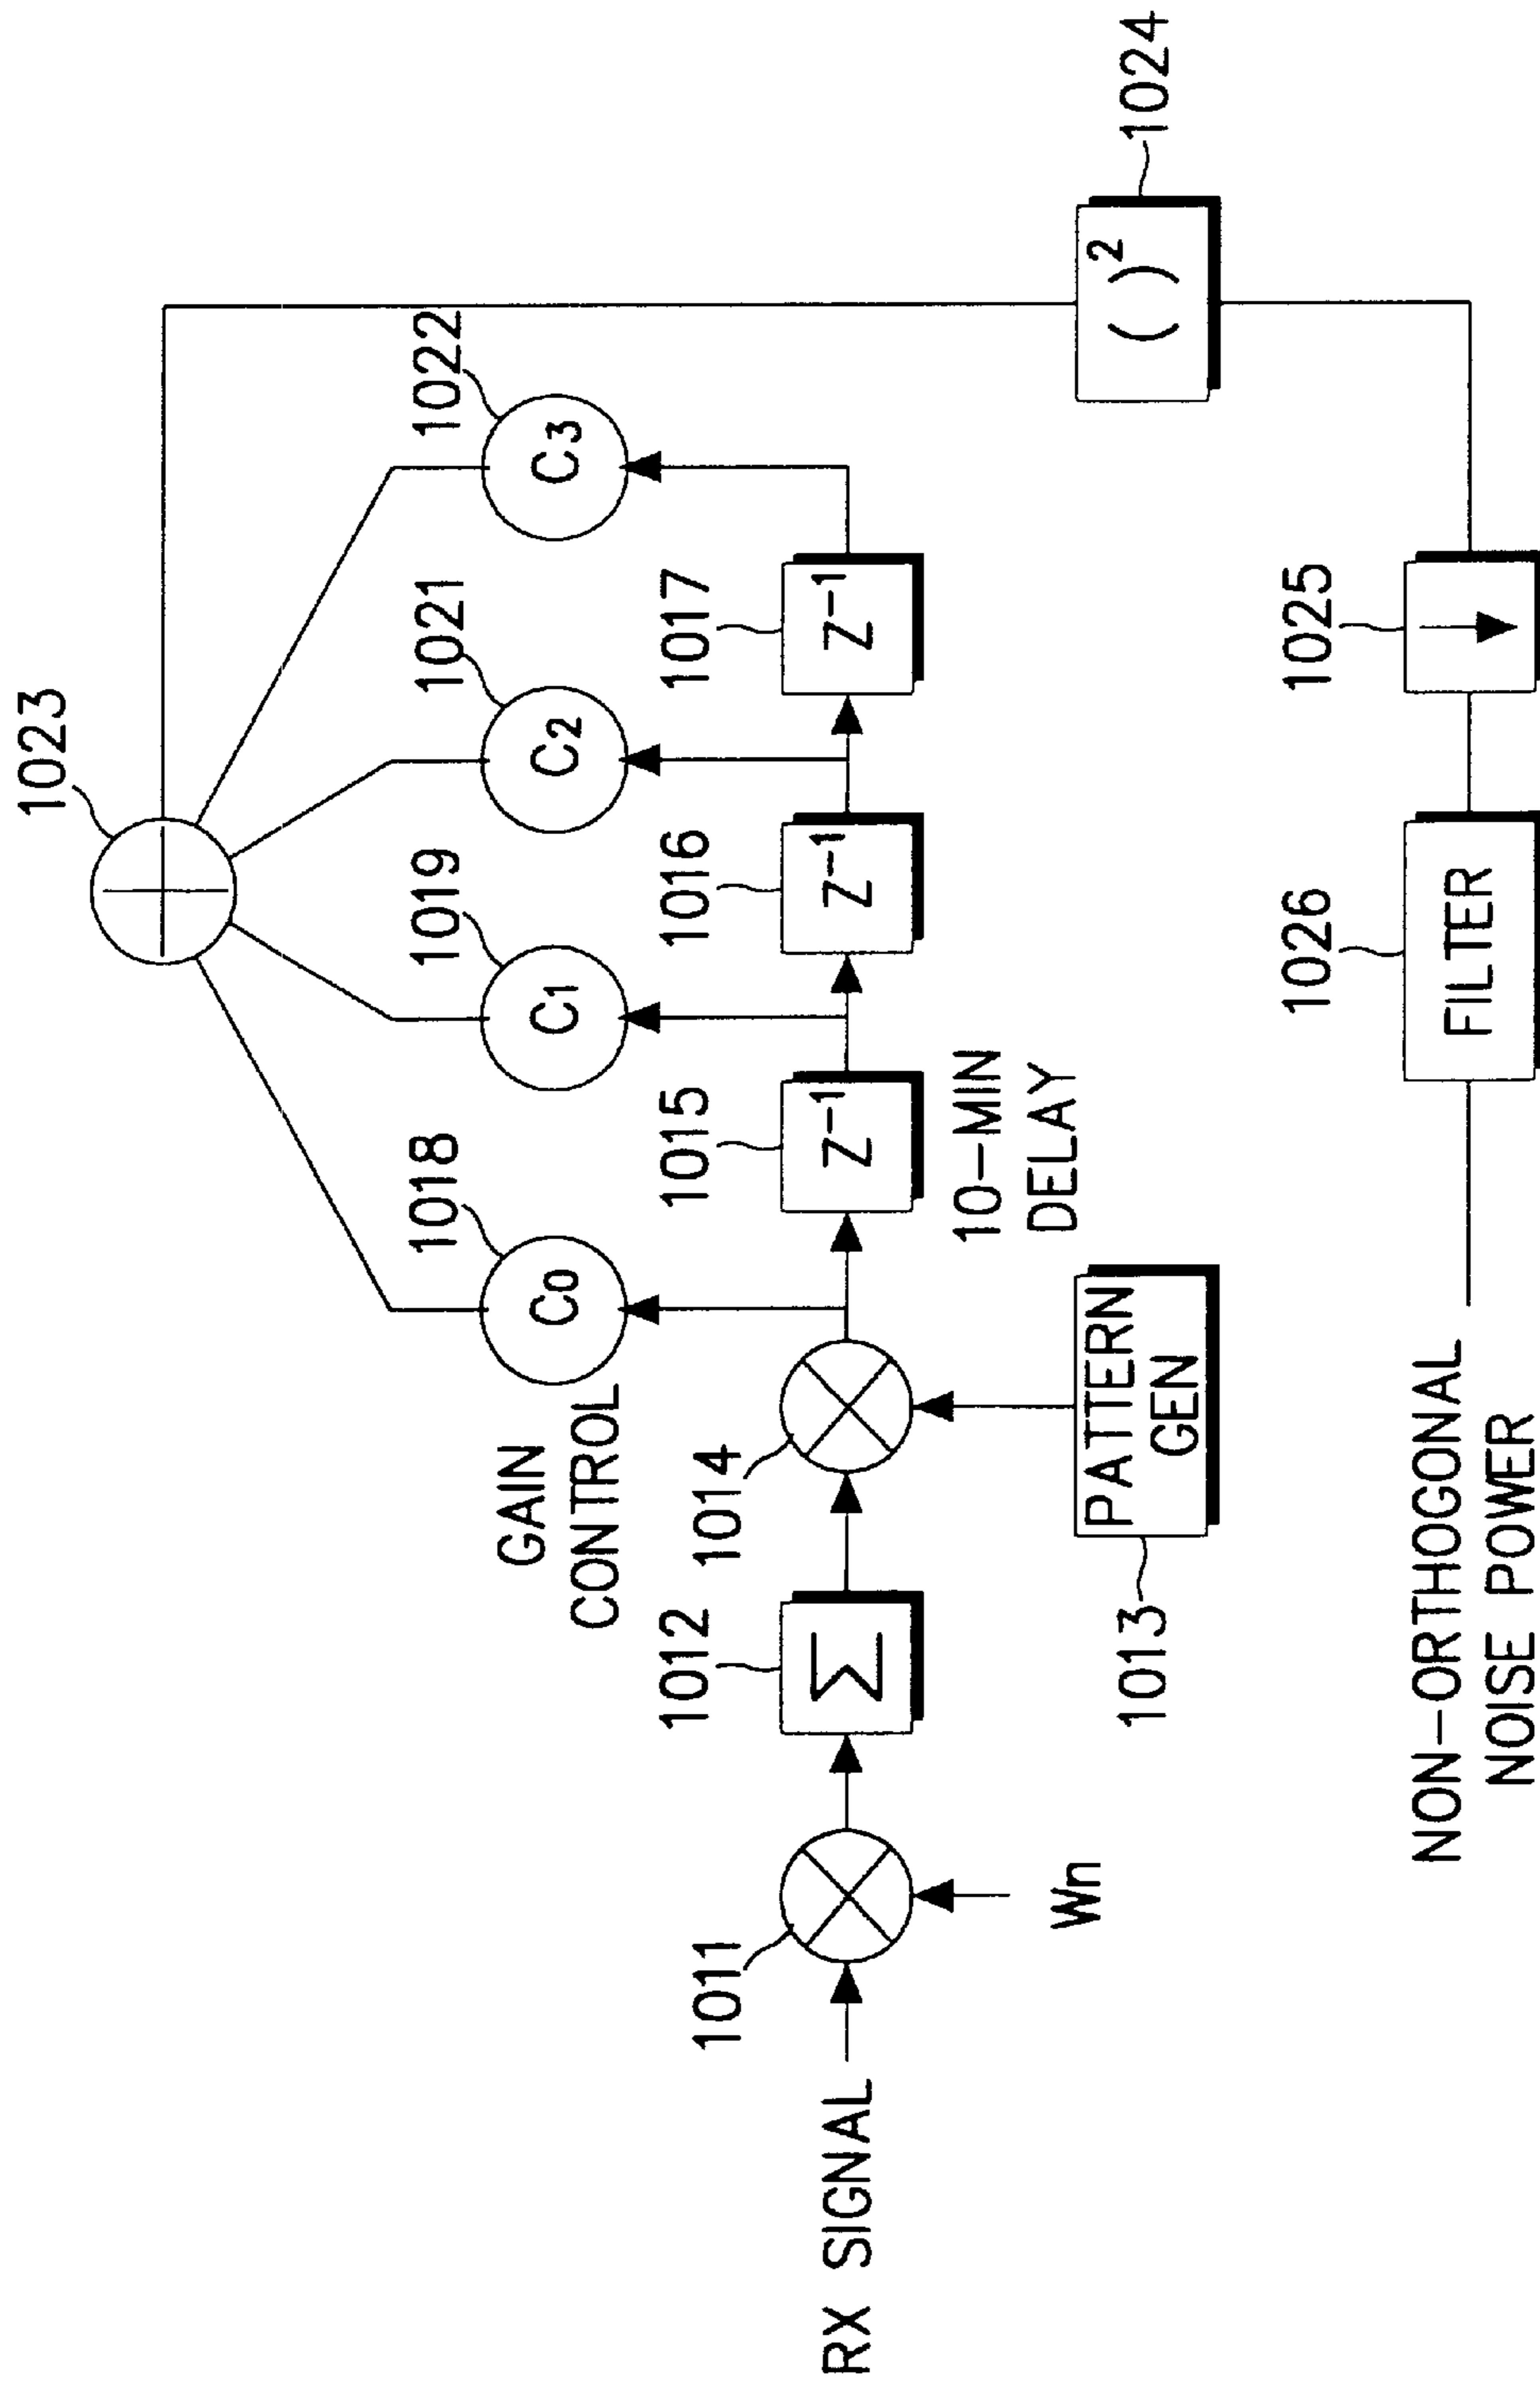 1023
1018
1019
1021
1022
C0
C1
C2
C3
GAIN
CONTROL
1011
1012
1014
1015
1016
1017
RX SIGNAL
Σ
Z⁻¹
Z⁻¹
Z⁻¹
10-MIN
DELAY
Wn
1013
PATTERN
GEN
( )²
1024
1026
1025
NON-ORTHOGONAL
NOISE POWER
FILTER